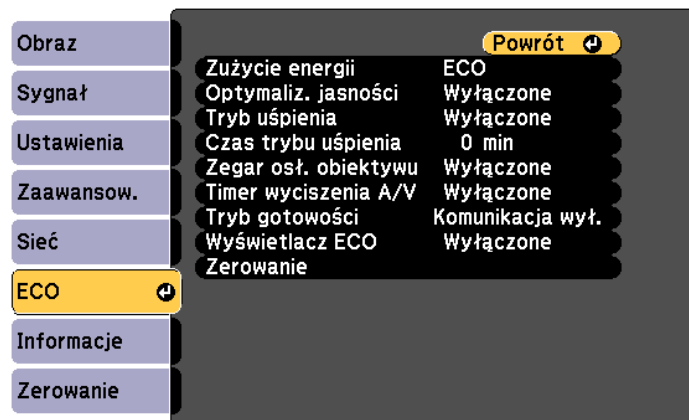 Obraz
Sygnał
Ustawienia
Zaawansow.
Sieć
ECO
Informacje
Zerowanie
Powrót
Zużycie energii ECO
Optymaliz. jasności Wyłączone
Tryb uśpienia Wyłączone
Czas trybu uśpienia 0 min
Zegar osł. obiektywu Wyłączone
Timer wyciszenia A/V Wyłączone
Tryb gotowości Komunikacja wył.
Wyświetlacz ECO Wyłączone
Zerowanie